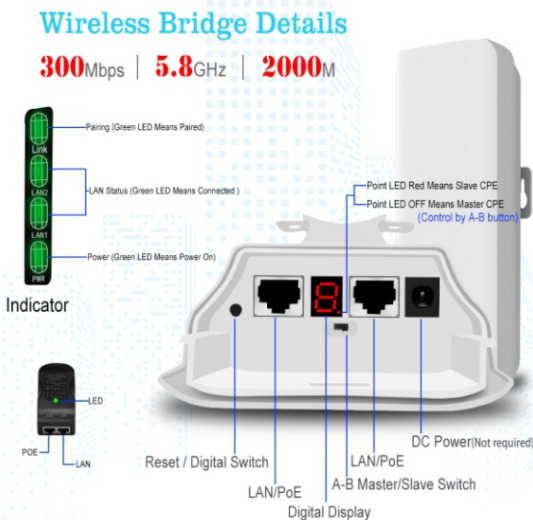 Wireless Bridge Details
300Mbps | 5.8GHz | 2000M
Pairing (Green LED Means Paired)
Link
LAN2
LAN Status (Green LED Means Connected )
LAN1
Power (Green LED Means Power On)
PWR
Indicator
Point LED Red Means Slave CPE
Point LED OFF Means Master CPE
(Control by A-B button)
8.
LED
POE
LAN
Reset / Digital Switch
LAN/PoE
Digital Display
A-B Master/Slave Switch
LAN/PoE
DC Power(Not required)